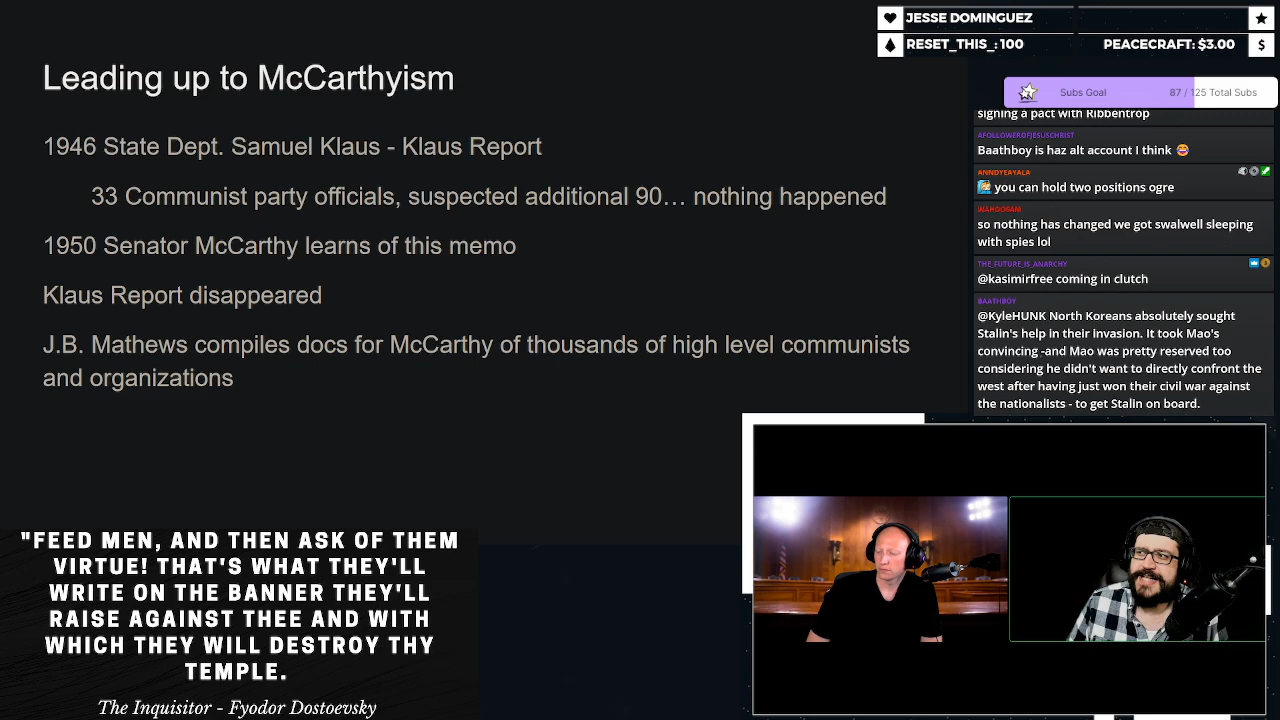 Leading up to McCarthyism
1946 State Dept. Samuel Klaus - Klaus Report
33 Communist party officials, suspected additional 90… nothing happened
1950 Senator McCarthy learns of this memo
Klaus Report disappeared
J.B. Mathews compiles docs for McCarthy of thousands of high level communists
and organizations
JESSE DOMINGUEZ
RESET_THIS_: 100
PEACECRAFT: $3.00
$
Subs Goal
87 / 125 Total Subs
signing a pact with Ribbentrop
AFOLLOWEROFJESUSCHRIST
Baathboy is haz alt account I think
ANNDYEAYALA
you can hold two positions ogre
WAHOOSAM
so nothing has changed we got swalwell sleeping
with spies lol
THE_FUTURE_IS_ANARCHY
@kasimirfree coming in clutch
BAATHBOY
@KyleHUNK North Koreans absolutely sought
Stalin's help in their invasion. It took Mao's
convincing -and Mao was pretty reserved too
considering he didn't want to directly confront the
west after having just won their civil war against
the nationalists - to get Stalin on board.
"FEED MEN, AND THEN ASK OF THEM
VIRTUE! THAT'S WHAT THEY'LL
WRITE ON THE BANNER THEY'LL
RAISE AGAINST THEE AND WITH
WHICH THEY WILL DESTROY THY
TEMPLE.
The Inquisitor - Fyodor Dostoevsky